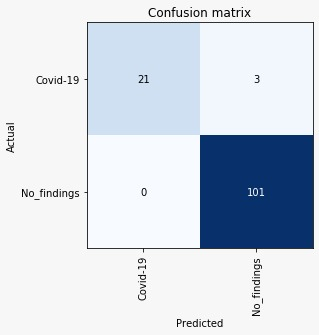 Confusion matrix
Actual
Covid-19
21 3
No_findings
0 101
Covid-19 No_findings
Predicted